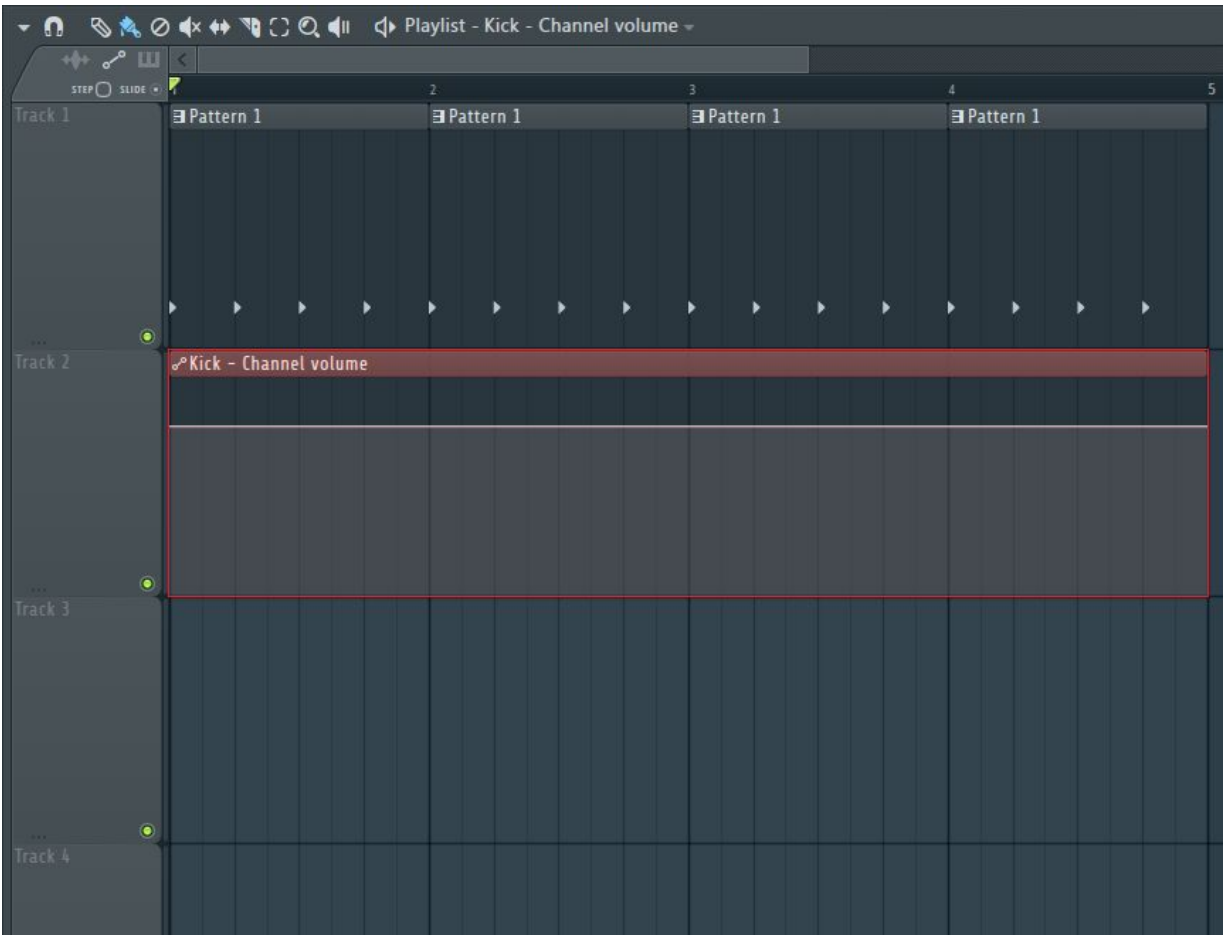 Playlist - Kick - Channel volume
STEP SLIDE
1 2 3 4 5
Track 1
Pattern 1 Pattern 1 Pattern 1 Pattern 1
Track 2
Kick - Channel volume
Track 3
Track 4